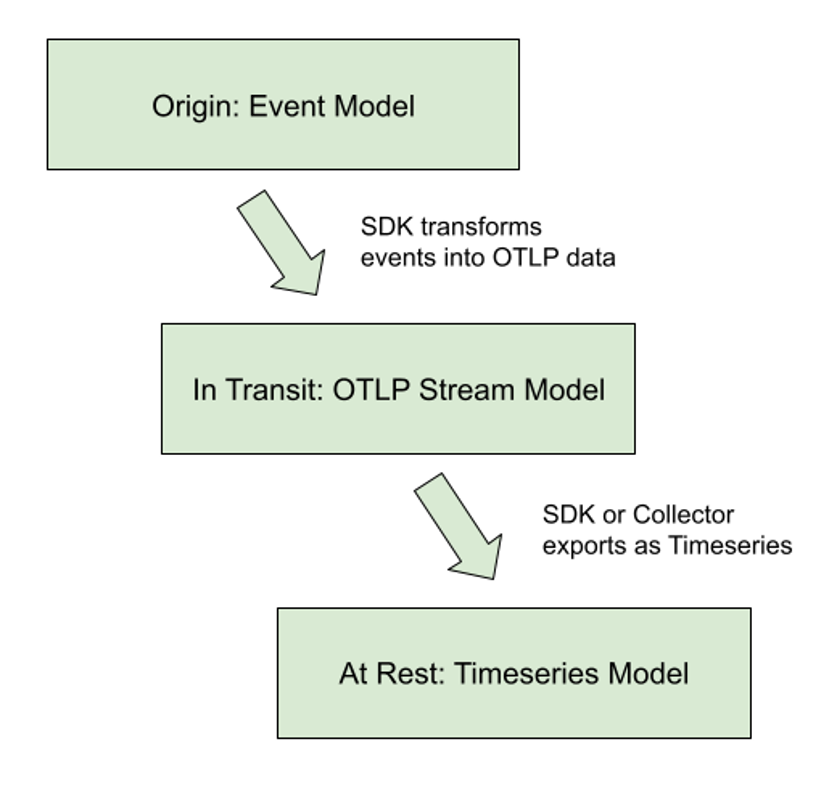 Origin: Event Model
SDK transforms
events into OTLP data
In Transit: OTLP Stream Model
SDK or Collector
exports as Timeseries
At Rest: Timeseries Model